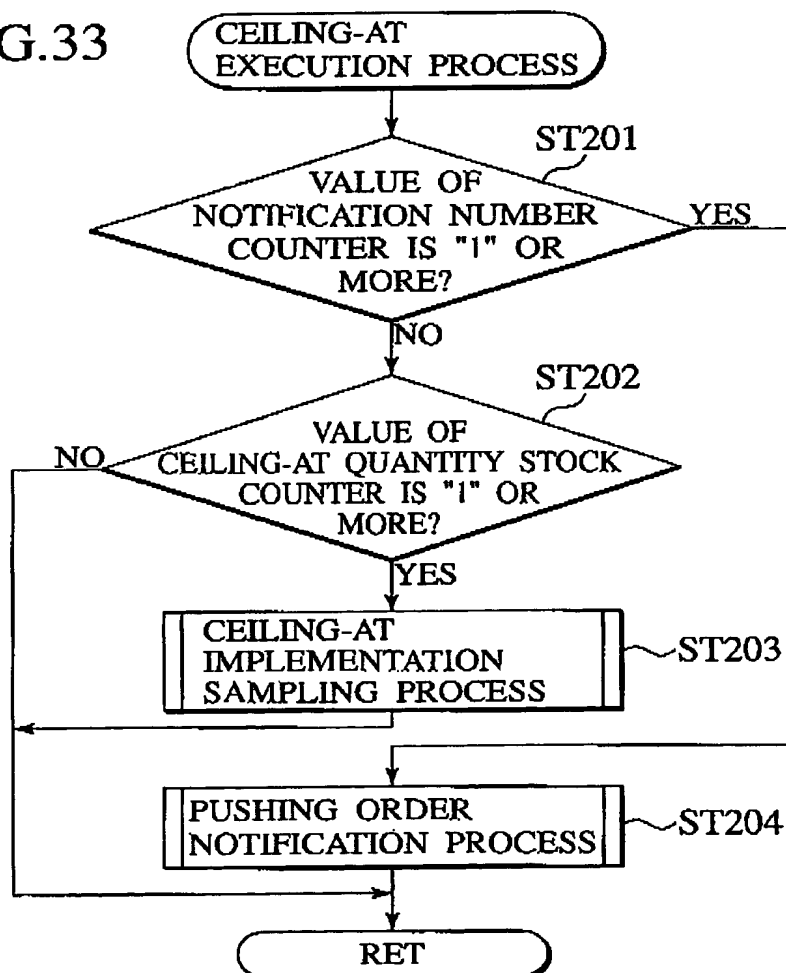 G.33
CEILING-AT
EXECUTION PROCESS
ST201
VALUE OF
NOTIFICATION NUMBER
COUNTER IS "1" OR
MORE?
YES
NO
ST202
VALUE OF
CEILING-AT QUANTITY STOCK
COUNTER IS "1" OR
MORE?
NO
YES
CEILING-AT
IMPLEMENTATION
SAMPLING PROCESS
ST203
PUSHING ORDER
NOTIFICATION PROCESS
ST204
RET